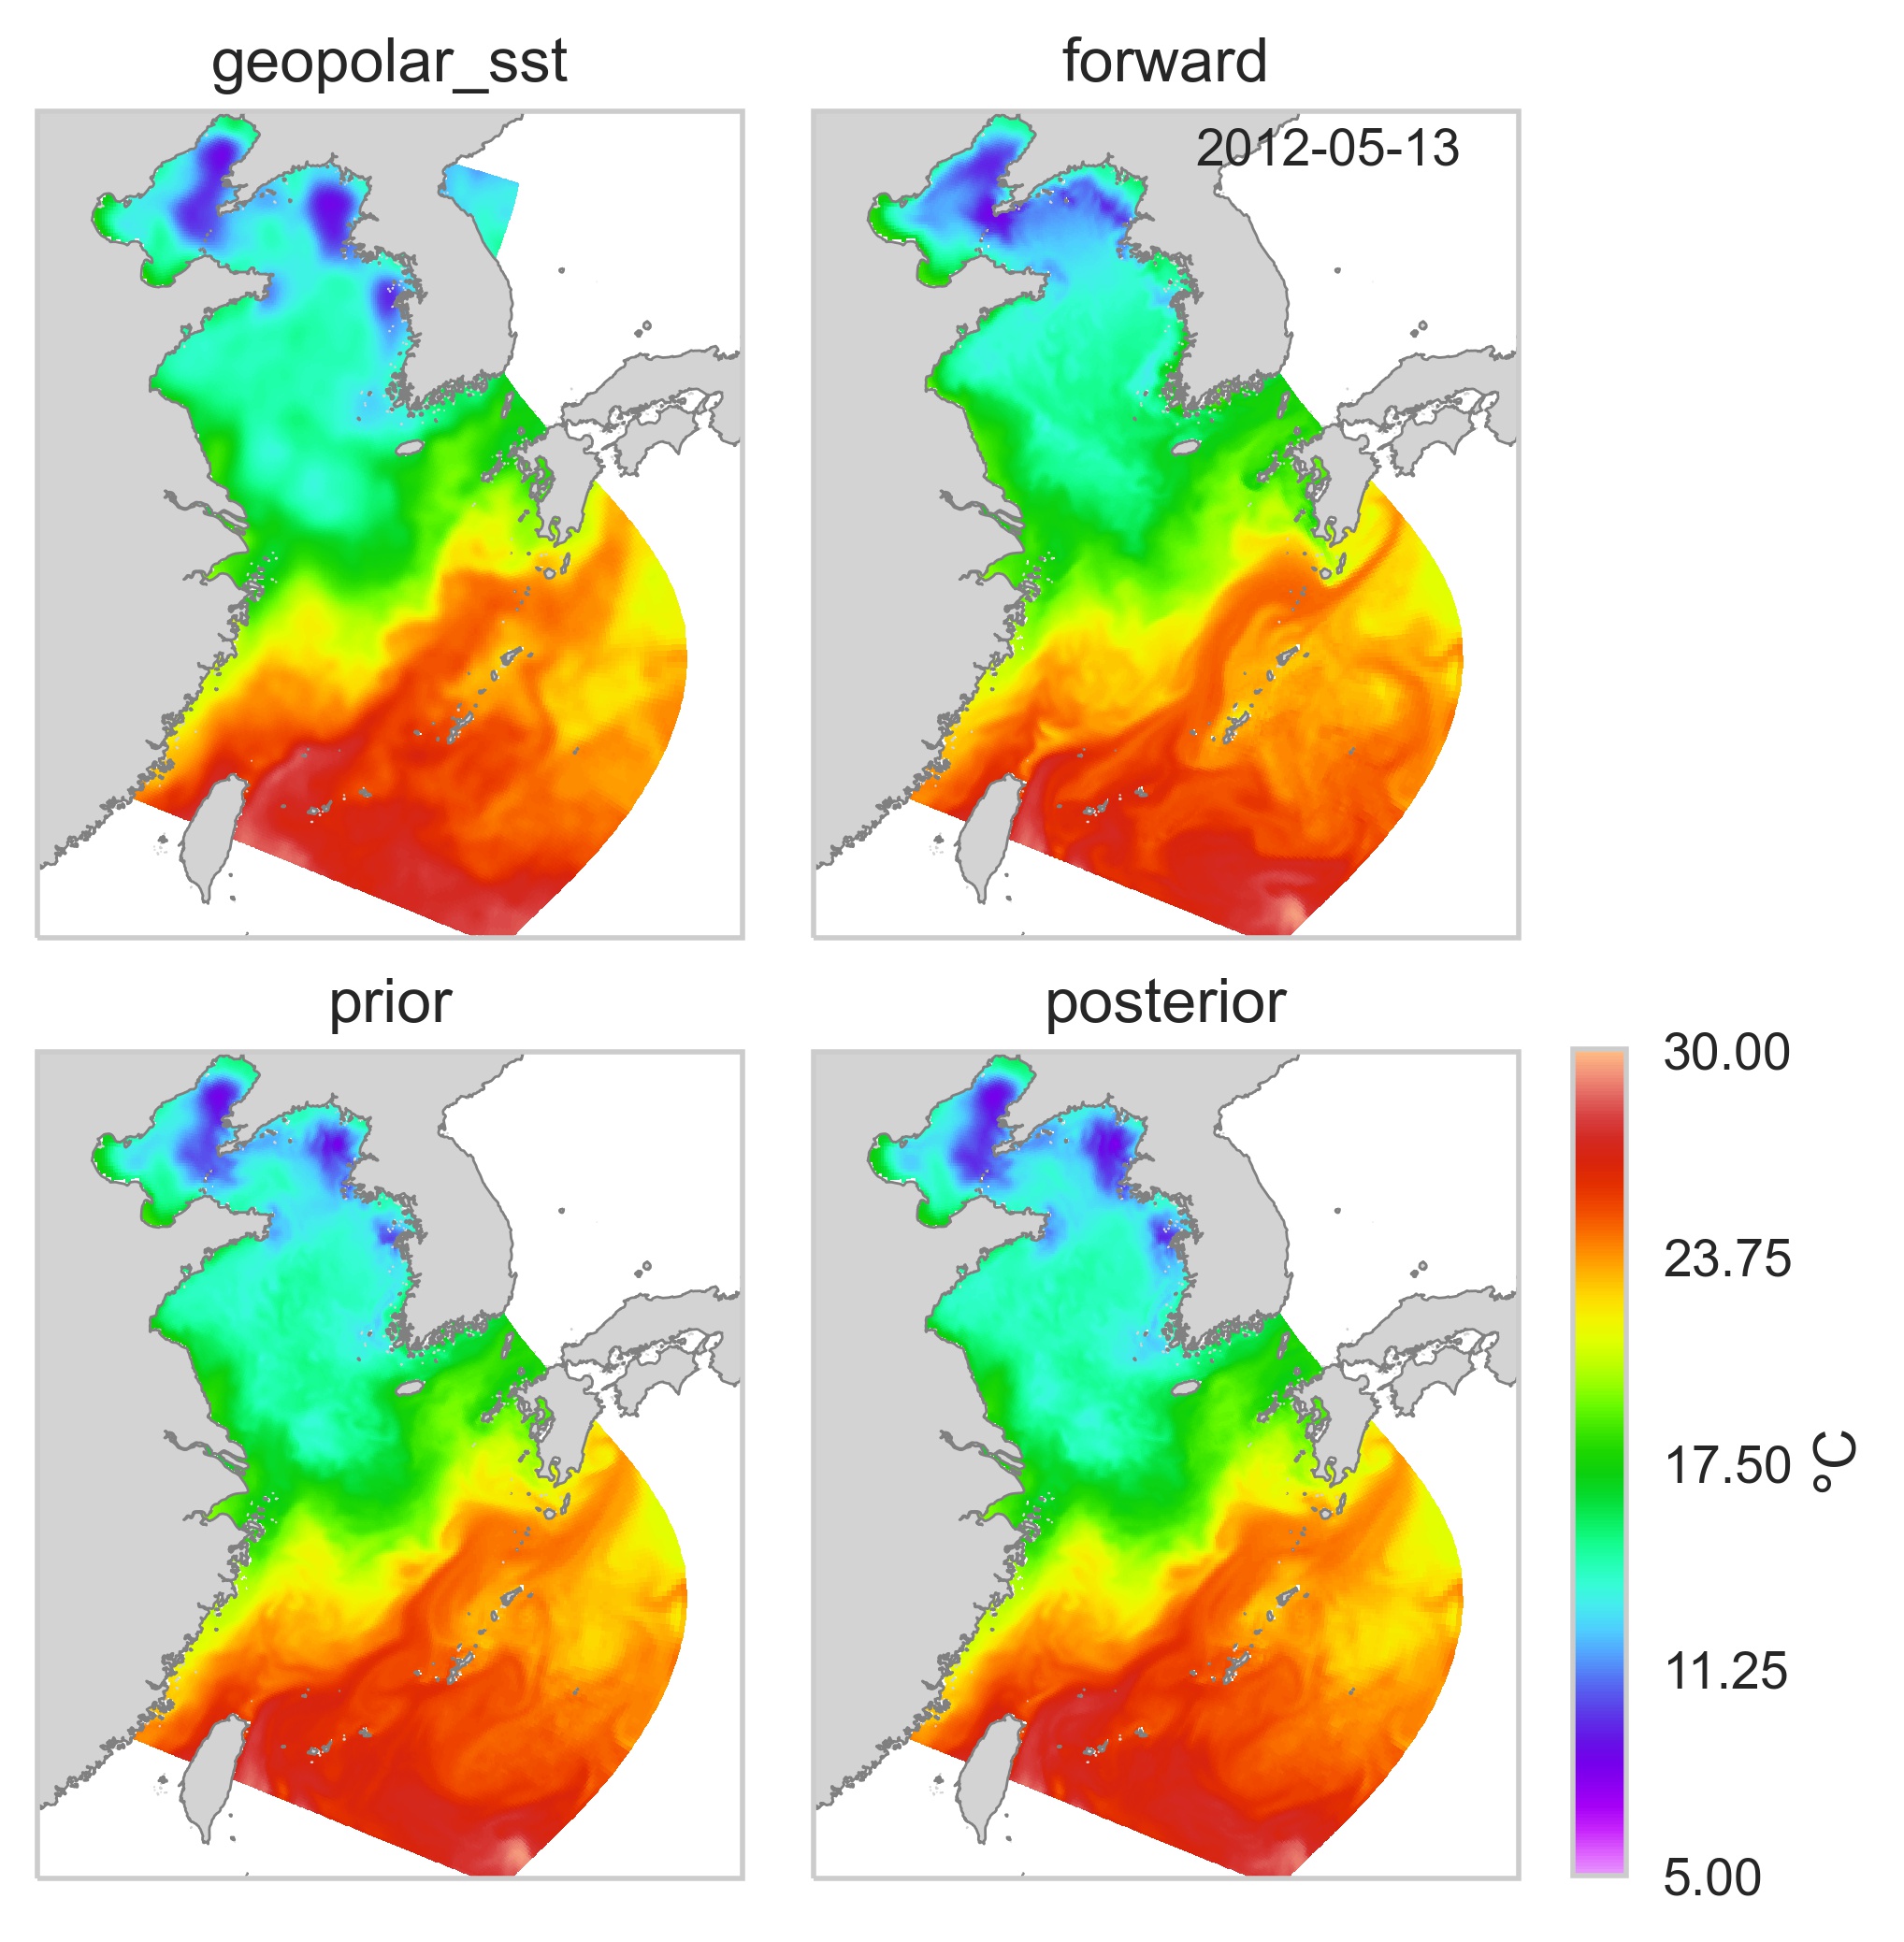 geopolar_sst
forward
2012-05-13
prior
posterior
30.00
23.75
17.50
11.25
5.00
°C